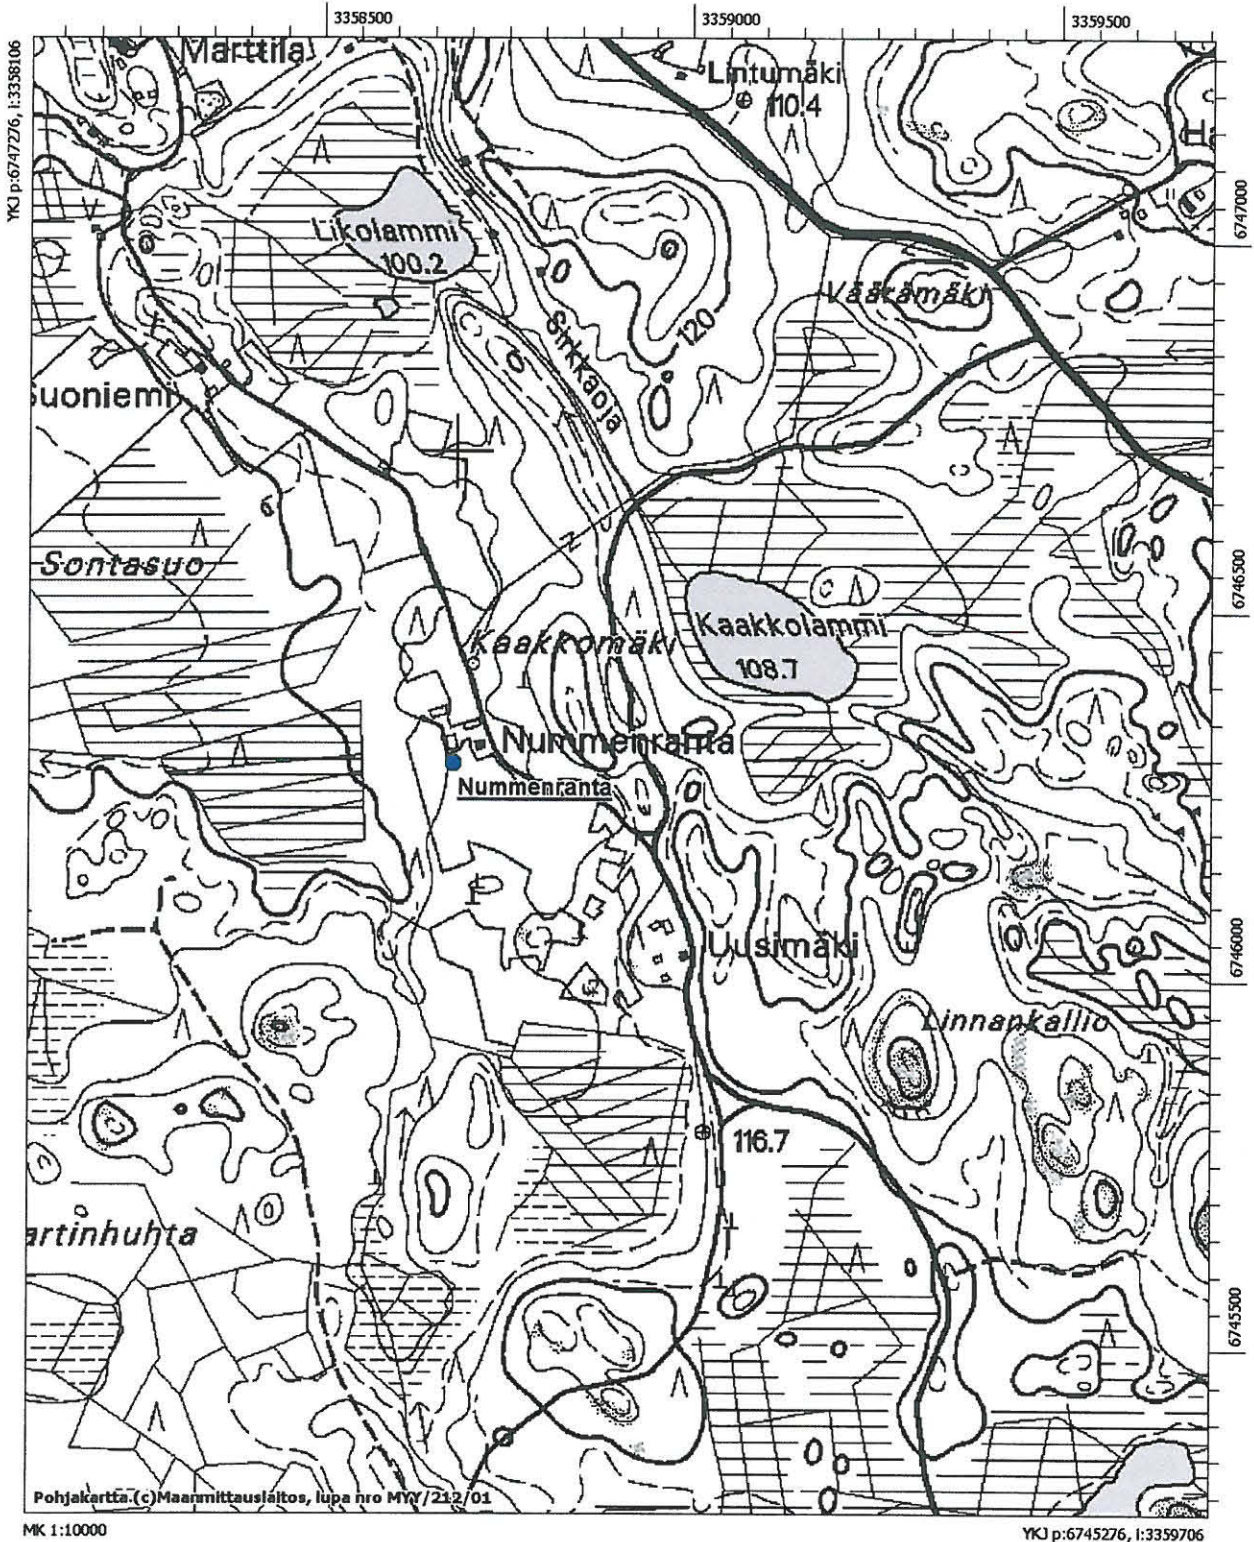 3358500
3359000
3359500
YKJ p:6747276, i:3358106
Marttila
Lintumäki
110.4
6747000
Likolammi
100.2
Väärämäki
120
Sirkkaoja
Suoniemi
Sontasuo
6746500
Kaakkolammi
108.7
Kaakkomäki
Nummenranta
Nummenranta
Uusimäki
6746000
Linnankallio
116.7
artinhuhta
6745500
Pohjakartta (c)Maanmittauslaitos, lupa nro MYY/212/01
MK 1:10000
YKJ p:6745276, i:3359706